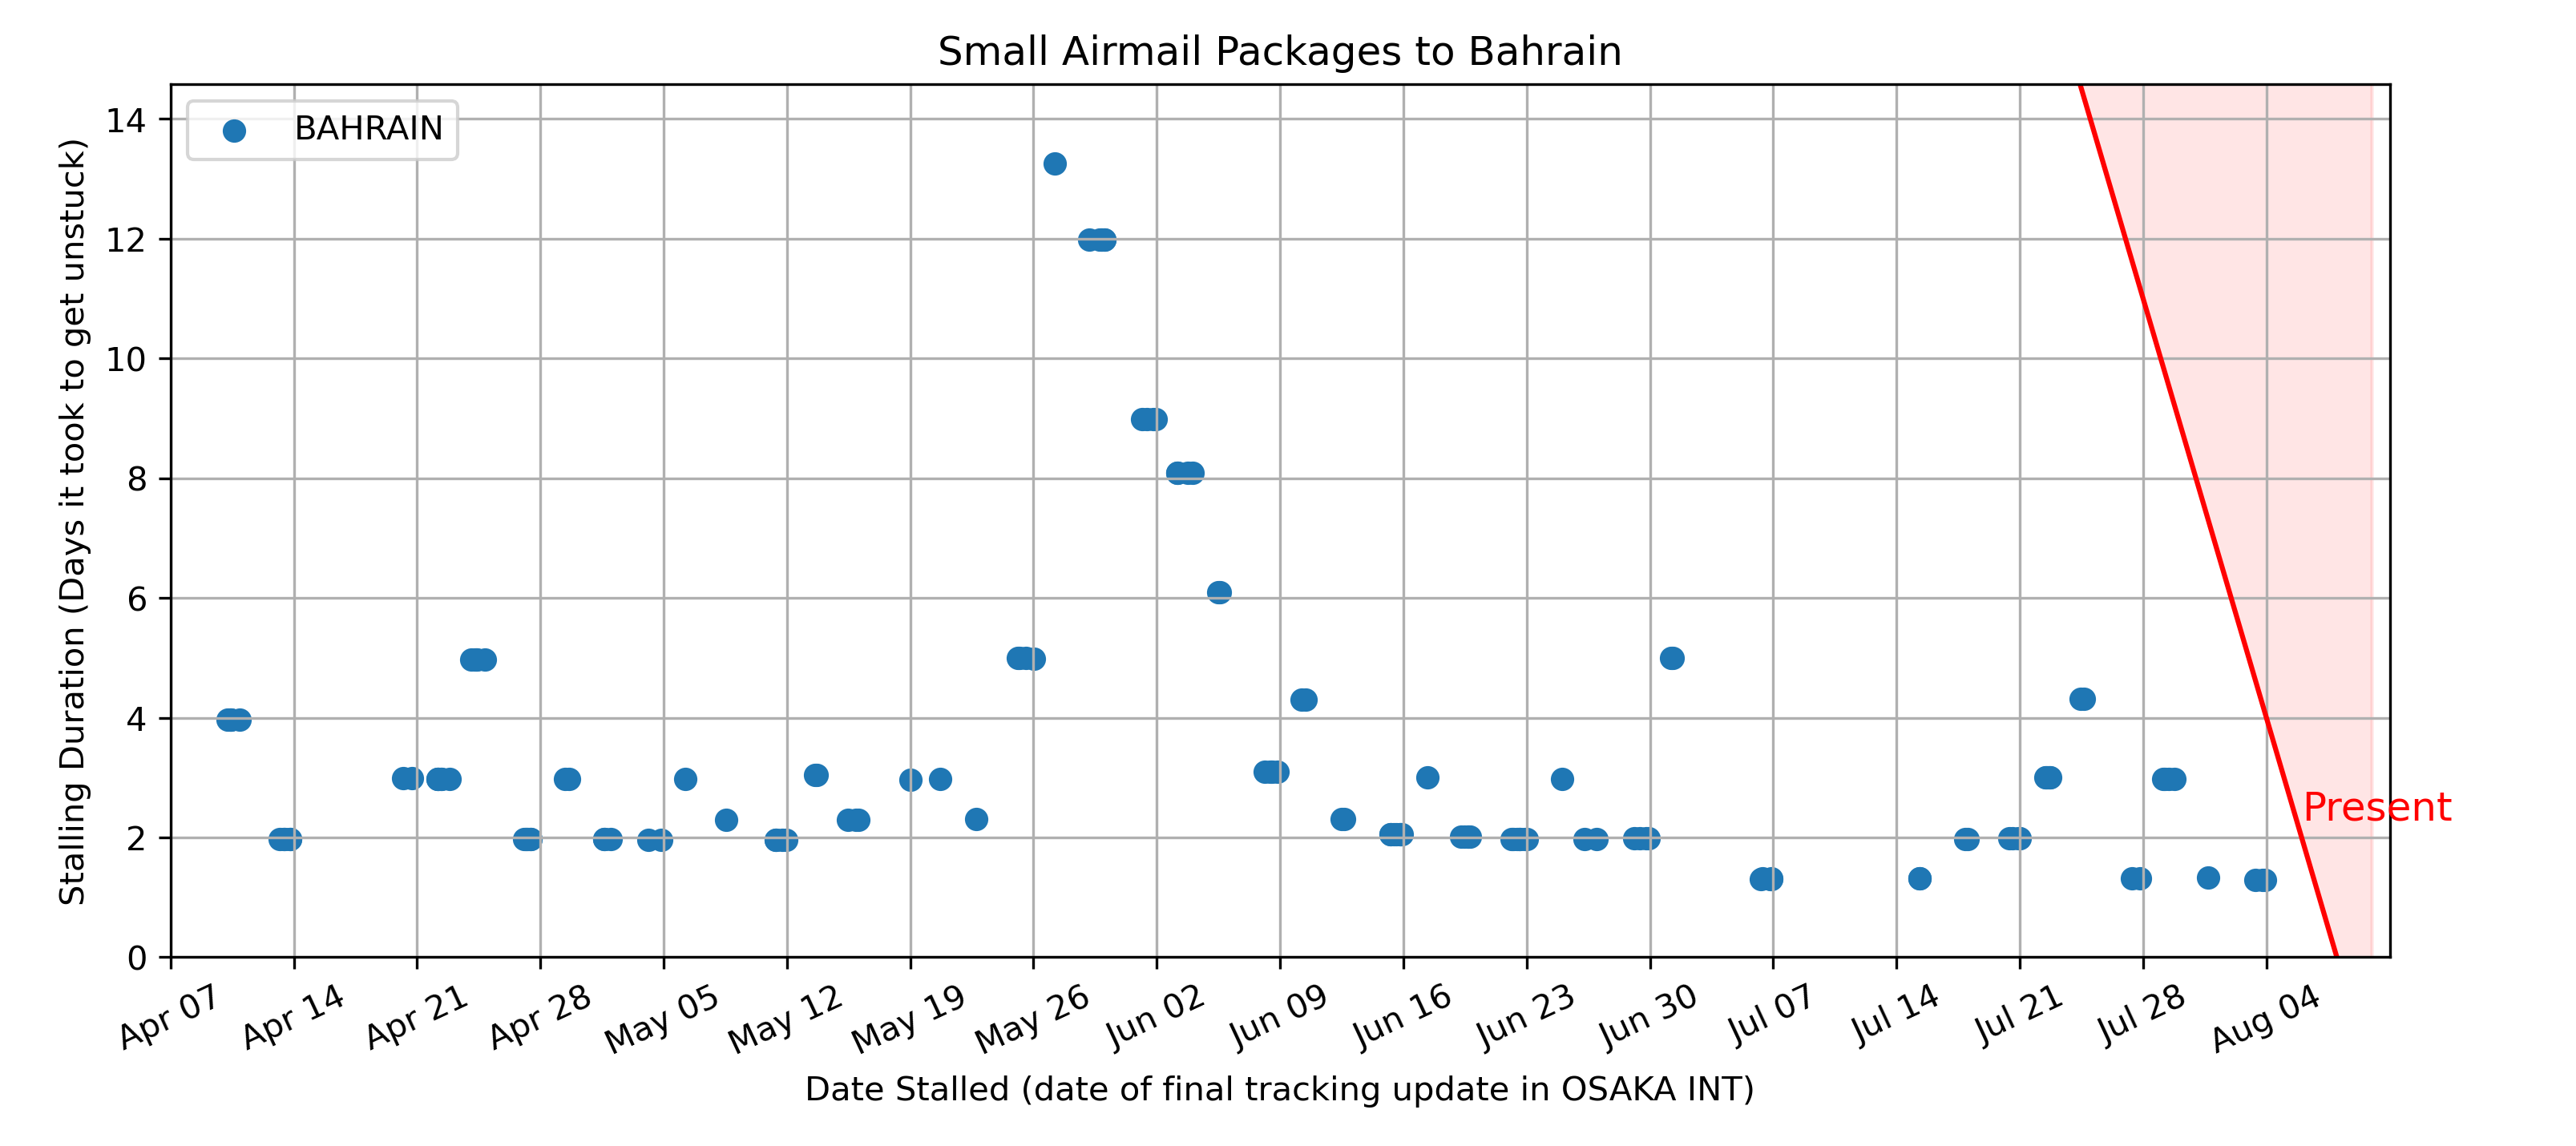 Small Airmail Packages to Bahrain
BAHRAIN
Stalling Duration (Days it took to get unstuck)
14
12
10
8
6
4
2
0
Present
Apr 07
Apr 14
Apr 21
Apr 28
May 05
May 12
May 19
May 26
Jun 02
Jun 09
Jun 16
Jun 23
Jun 30
Jul 07
Jul 14
Jul 21
Jul 28
Aug 04
Date Stalled (date of final tracking update in OSAKA INT)